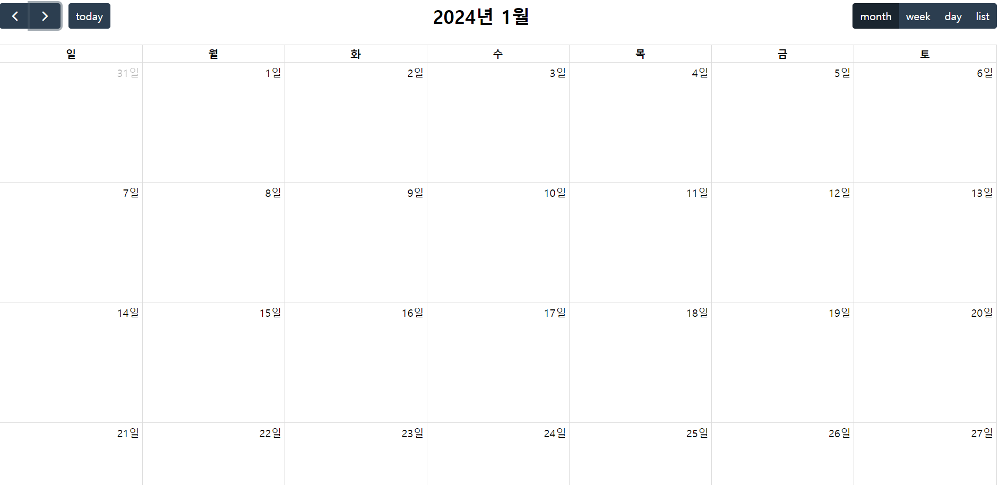 today 2024년 1월 month week day list
일 월 화 수 목 금 토
31일 1일 2일 3일 4일 5일 6일
7일 8일 9일 10일 11일 12일 13일
14일 15일 16일 17일 18일 19일 20일
21일 22일 23일 24일 25일 26일 27일